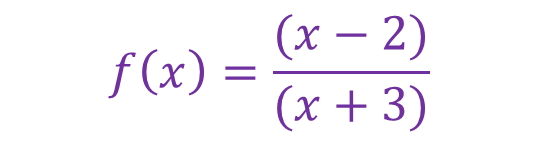 f(x) = (x − 2) / (x + 3)